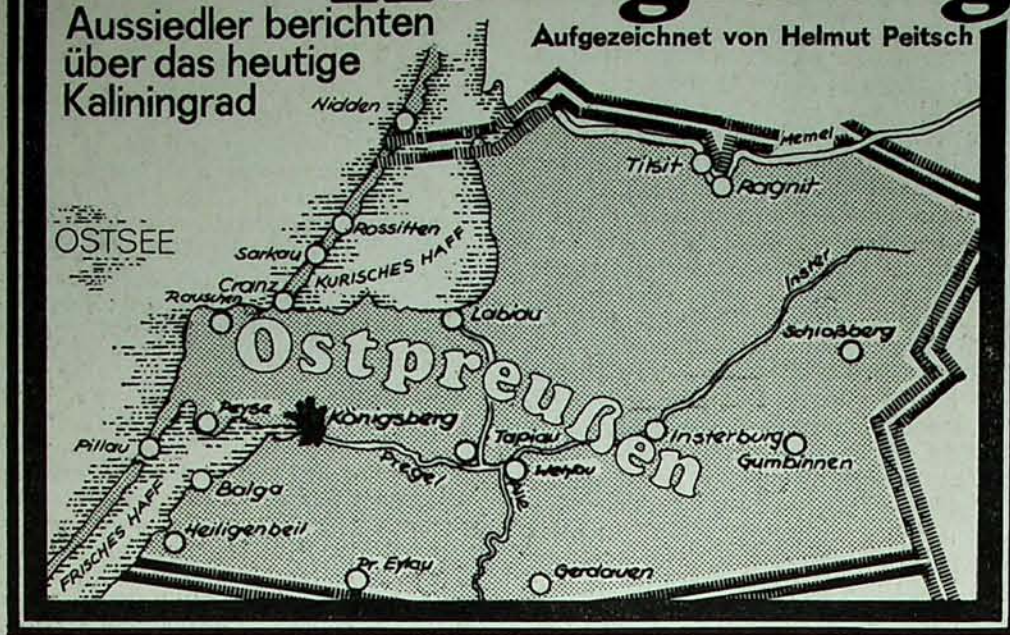 Aussiedler berichten
über das heutige
Kaliningrad
Aufgezeichnet von Helmut Peitsch
Nidden
Memel
Tilsit
Ragnit
OSTSEE
Rossitten
Sarkau
KURISCHES HAFF
Cranz
Rauschen
Labiau
Inster
Schloßberg
Ostpreußen
Peyse
Königsberg
Pillau
Tapiau
Insterburg
Gumbinnen
Pregel
Wehlau
Balga
Heiligenbeil
FRISCHES HAFF
Pr. Eylau
Gerdauen